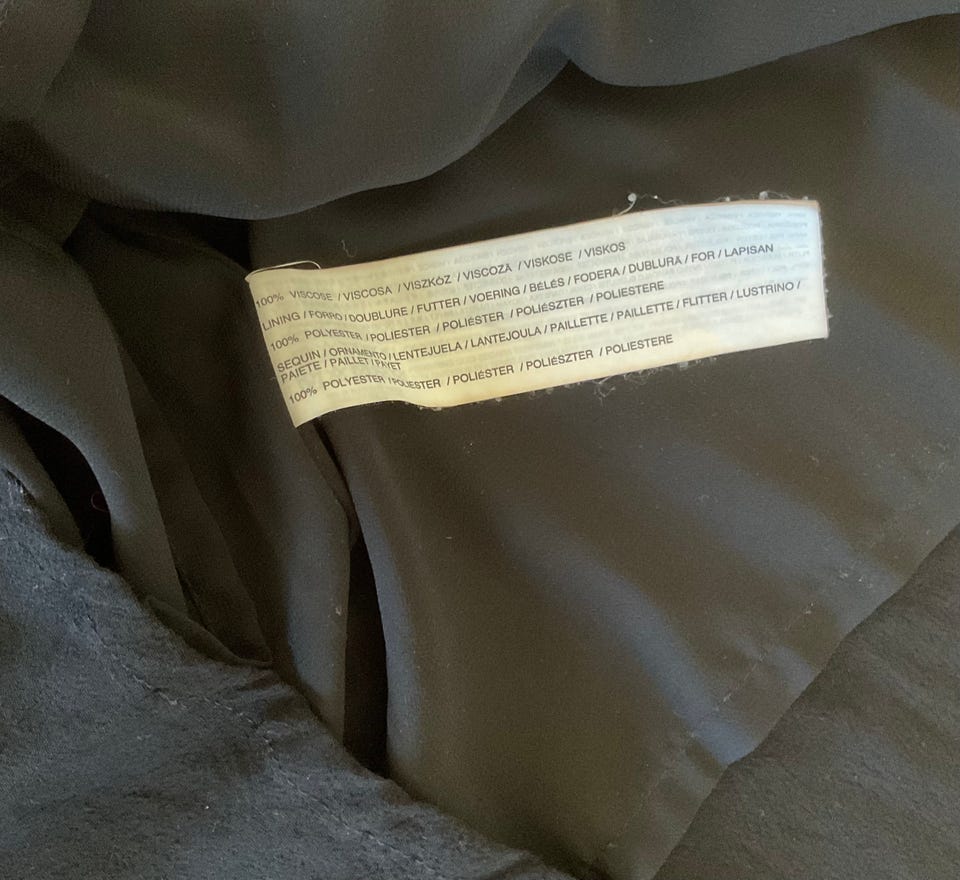 100% VISCOSE / VISCOSA / VISZKÓZ / VISCOZĂ / VISKOSE / VISKOS
LINING / FORRO / DOUBLURE / FUTTER / VOERING / BÉLÉS / FODERA / DUBLURĂ / FOR / LAPISAN
100% POLYESTER / POLIESTER / POLIÉSTER / POLIÉSZTER / POLIESTERE
SEQUIN / ORNAMENTO / LENTEJUELA / LANTEJOULA / PAILLETTE / PAILLETTE / FLITTER / LUSTRINO /
PAIETE / PAILLET / PAYET
100% POLYESTER / POLIESTER / POLIÉSTER / POLIÉSZTER / POLIESTERE